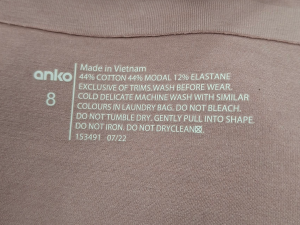 anko
8
Made in Vietnam
44% COTTON 44% MODAL 12% ELASTANE
EXCLUSIVE OF TRIMS.WASH BEFORE WEAR.
COLD DELICATE MACHINE WASH WITH SIMILAR
COLOURS IN LAUNDRY BAG. DO NOT BLEACH.
DO NOT TUMBLE DRY. GENTLY PULL INTO SHAPE.
DO NOT IRON. DO NOT DRYCLEAN
153491 07/22